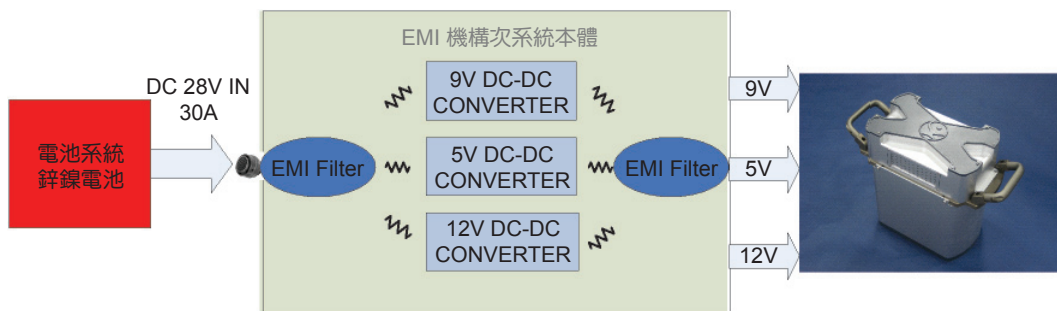 EMI 機構次系統本體
DC 28V IN
30A
電池系統
鋅鎳電池
EMI Filter
9V DC-DC
CONVERTER
5V DC-DC
CONVERTER
12V DC-DC
CONVERTER
EMI Filter
9V
5V
12V